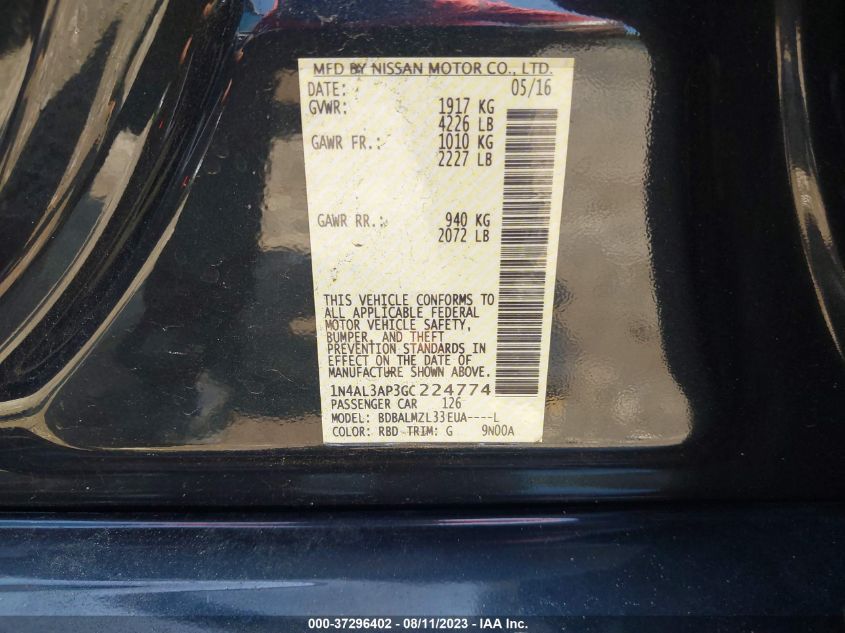 MFD BY NISSAN MOTOR CO., LTD.
DATE: 05/16
GVWR: 1917 KG
4226 LB
GAWR FR.: 1010 KG
2227 LB
GAWR RR.: 940 KG
2072 LB
THIS VEHICLE CONFORMS TO
ALL APPLICABLE FEDERAL
MOTOR VEHICLE SAFETY,
BUMPER, AND THEFT
PREVENTION STANDARDS IN
EFFECT ON THE DATE OF
MANUFACTURE SHOWN ABOVE.
1N4AL3AP3GC224774
PASSENGER CAR 126
MODEL: BDBALMZL33EUA----L
COLOR: RBD TRIM: G 9N00A
000-37296402 - 08/11/2023 - IAA Inc.